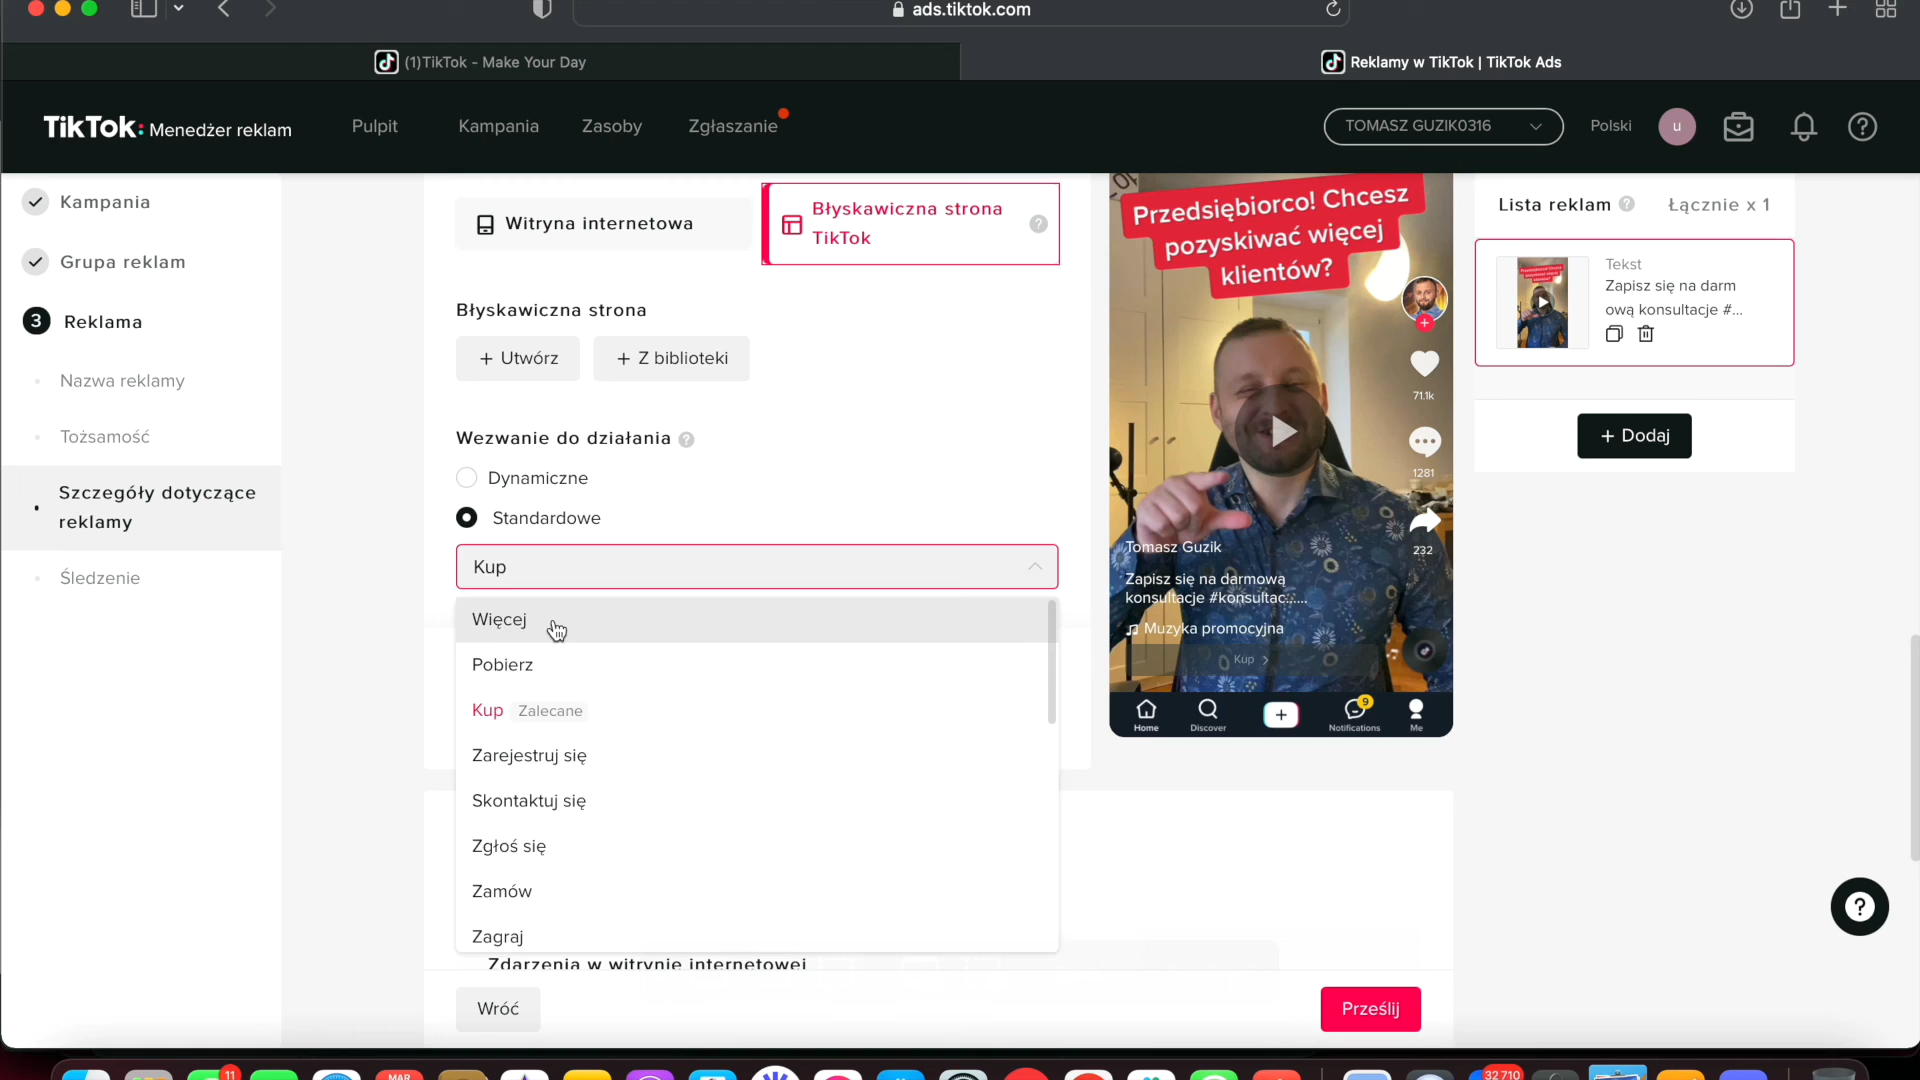 ads.tiktok.com
(1)TikTok - Make Your Day
Reklamy w TikTok | TikTok Ads
TikTok: Menedżer reklam
Pulpit
Kampania
Zasoby
Zgłaszanie
TOMASZ GUZIK0316
Polski
u
Kampania
Grupa reklam
3 Reklama
Nazwa reklamy
Tożsamość
Szczegóły dotyczące
reklamy
Śledzenie
Witryna internetowa
Błyskawiczna strona
TikTok
Błyskawiczna strona
+ Utwórz
+ Z biblioteki
Wezwanie do działania
Dynamiczne
Standardowe
Kup
Więcej
Pobierz
Kup Zalecane
Zarejestruj się
Skontaktuj się
Zgłoś się
Zamów
Zagraj
Zdarzenia w witrynie internetowej
Wróć
Prześlij
Przedsiębiorco! Chcesz
pozyskiwać więcej
klientów?
71.1k
1281
232
Tomasz Guzik
Zapisz się na darmową
konsultacje #konsultac......
Muzyka promocyjna
Kup
9
Home
Discover
Notifications
Me
Lista reklam
Łącznie x 1
Tekst
Zapisz się na darm
ową konsultacje #...
+ Dodaj
11
MAR
32 710